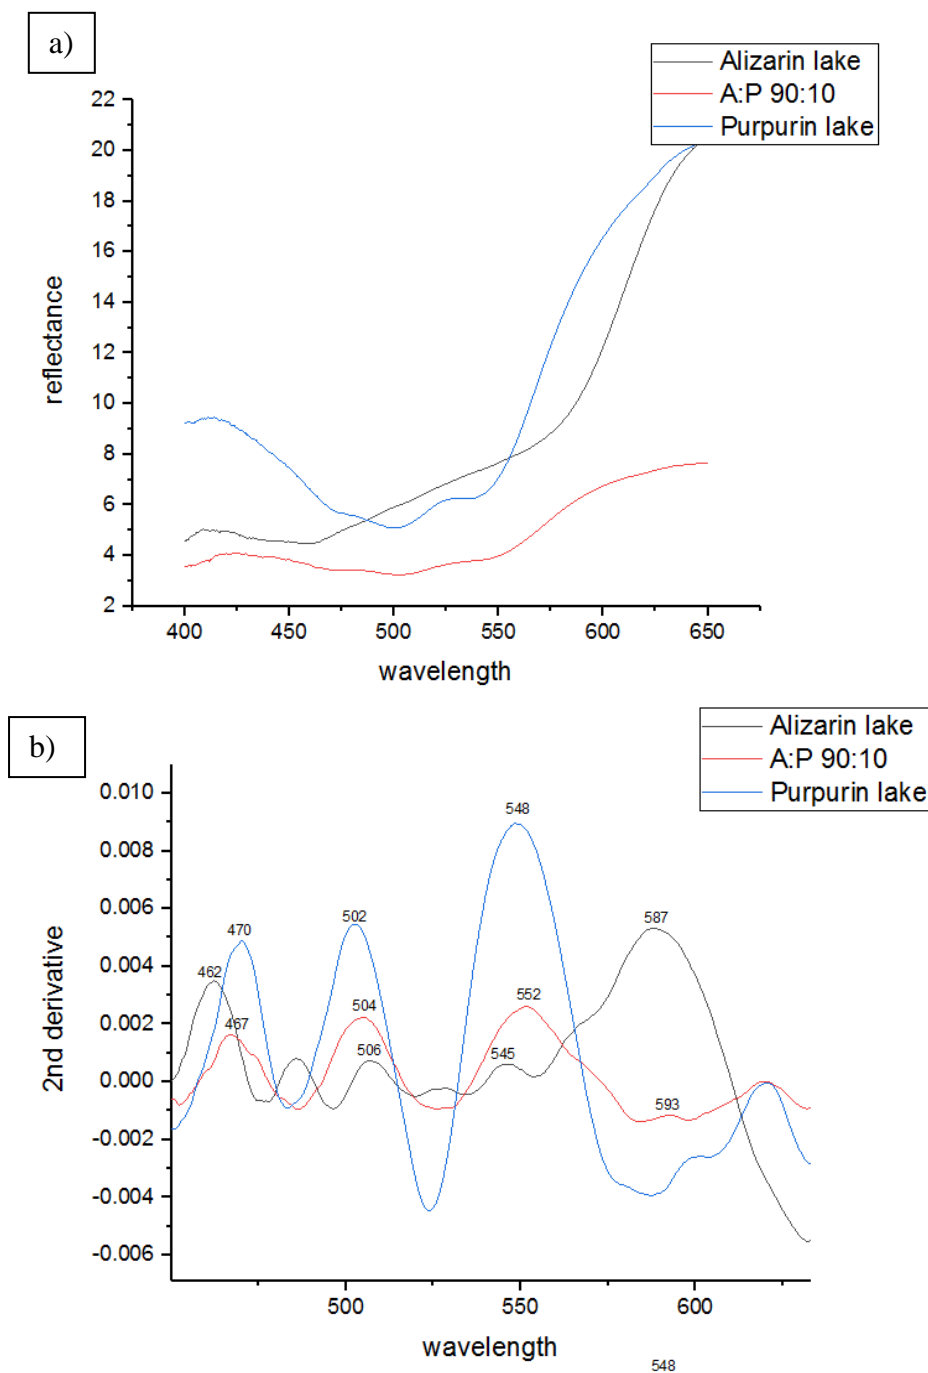 a)
Alizarin lake
A:P 90:10
Purpurin lake
22
20
18
16
14
12
10
8
6
4
2
reflectance
400 450 500 550 600 650
wavelength
b)
Alizarin lake
A:P 90:10
Purpurin lake
0.010
0.008
0.006
0.004
0.002
0.000
-0.002
-0.004
-0.006
2nd derivative
548
470
502
587
462
467
504
552
506
545
593
500 550 600
wavelength
548